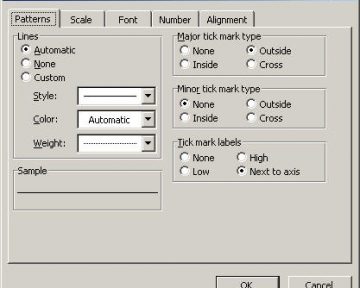 Patterns Scale Font Number Alignment
Lines
Automatic
None
Custom
Style:
Color: Automatic
Weight:
Sample
Major tick mark type
None Outside
Inside Cross
Minor tick mark type
None Outside
Inside Cross
Tick mark labels
None High
Low Next to axis
OK Cancel